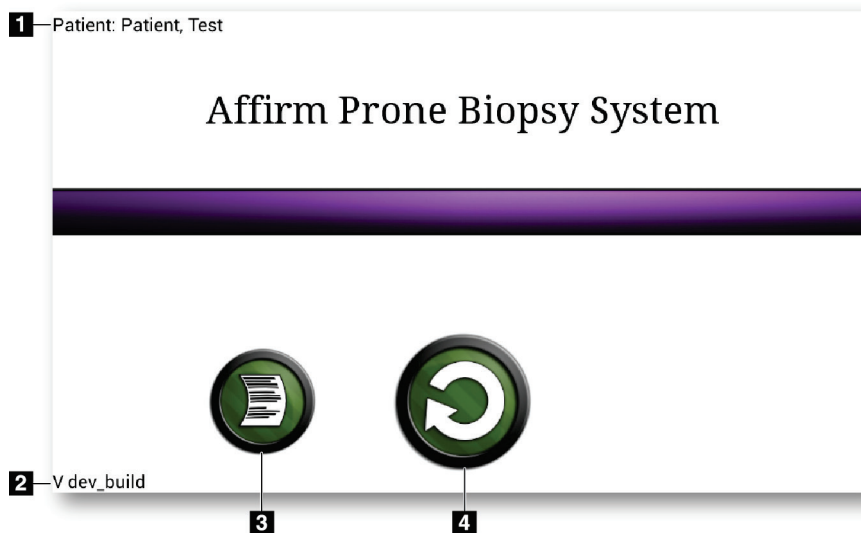 1 Patient: Patient, Test
Affirm Prone Biopsy System
2 V dev_build
3 4